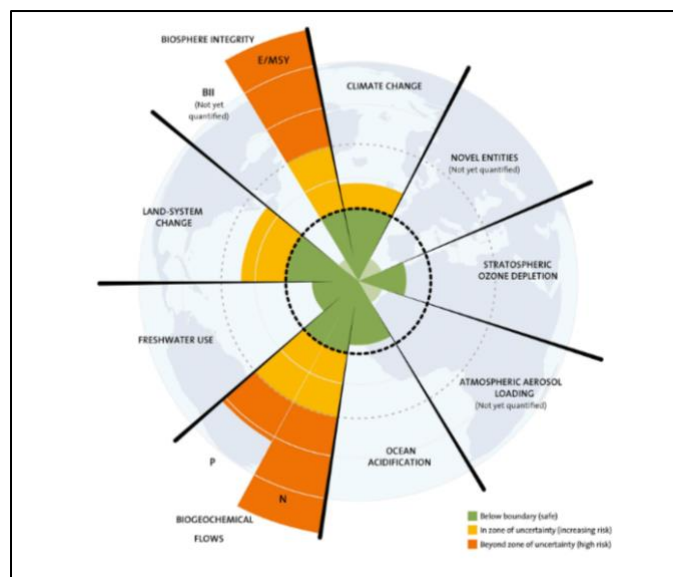 BIOSPHERE INTEGRITY
E/MSY
BII
(Not yet
quantified)
CLIMATE CHANGE
NOVEL ENTITIES
(Not yet quantified)
LAND-SYSTEM
CHANGE
STRATOSPHERIC
OZONE DEPLETION
FRESHWATER USE
ATMOSPHERIC AEROSOL
LOADING
(Not yet quantified)
P
N
OCEAN
ACIDIFICATION
BIOGEOCHEMICAL
FLOWS
Below boundary (safe)
In zone of uncertainty (increasing risk)
Beyond zone of uncertainty (high risk)